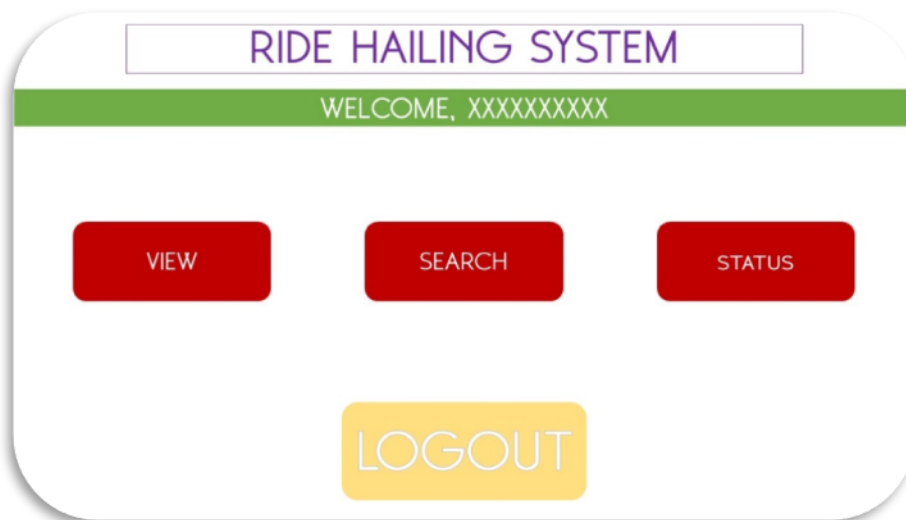 RIDE HAILING SYSTEM
WELCOME, XXXXXXXXXX
VIEW SEARCH STATUS
LOGOUT